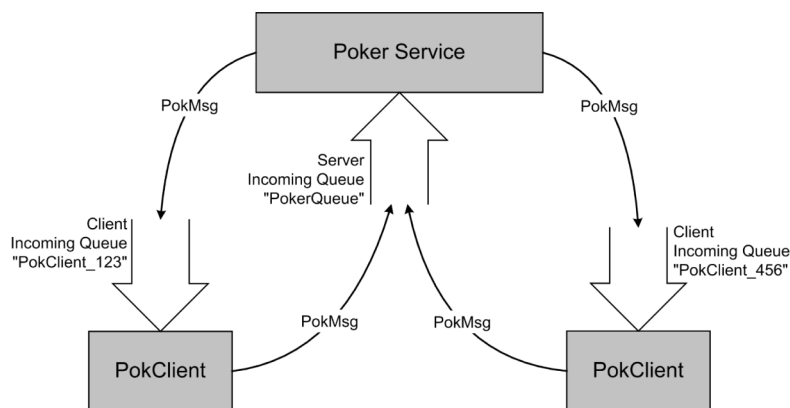 Poker Service
PokMsg
PokMsg
Server
Incoming Queue
"PokerQueue"
Client
Incoming Queue
"PokClient_123"
Client
Incoming Queue
"PokClient_456"
PokMsg
PokMsg
PokClient
PokClient